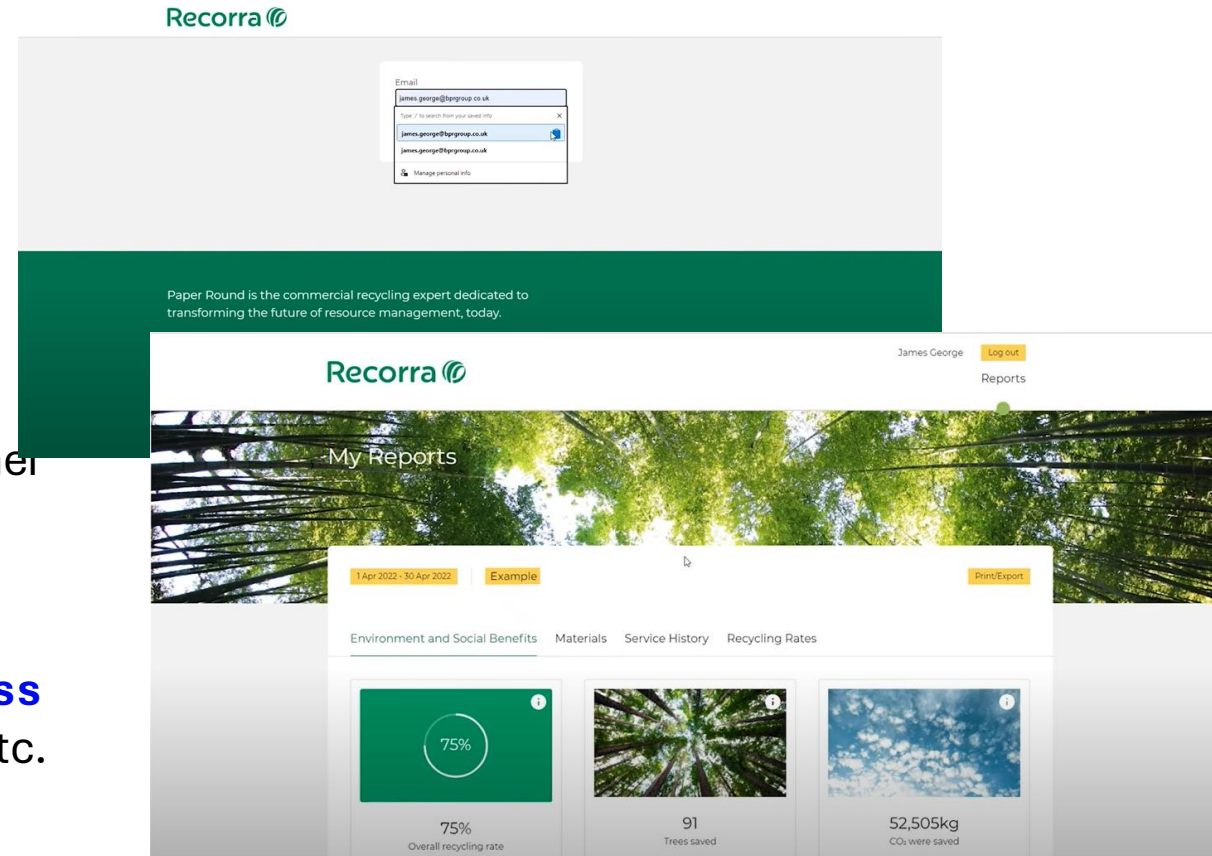 Recorra
Email
james.george@bprgroup.co.uk
Type '/' to search from your saved info
james.george@bprgroup.co.uk
james.george@bprgroup.co.uk
Manage personal info
Paper Round is the commercial recycling expert dedicated to
transforming the future of resource management, today.
Recorra
James George Log out
Reports
My Reports
1 Apr 2022 - 30 Apr 2022 Example Print/Export
Environment and Social Benefits Materials Service History Recycling Rates
75%
75% 91 52,505kg
Overall recycling rate Trees saved CO₂ were saved
ss
tc.